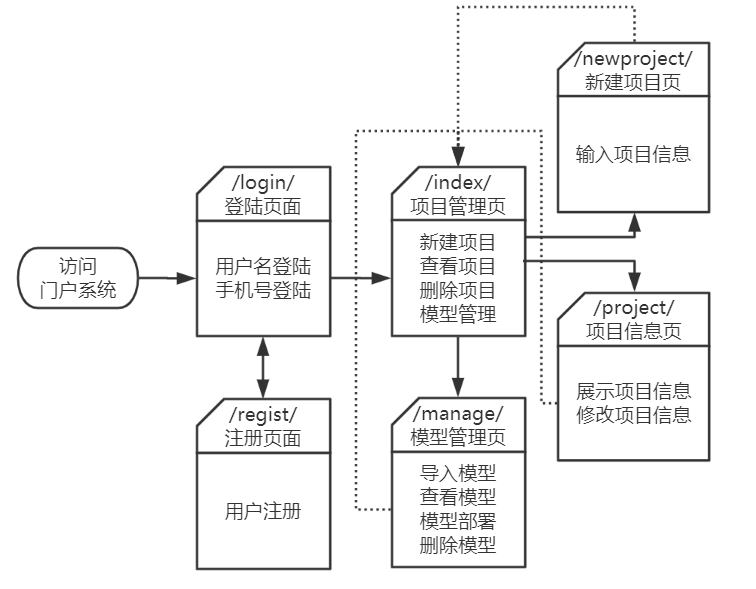 访问
门户系统
/login/
登陆页面
用户名登陆
手机号登陆
/regist/
注册页面
用户注册
/index/
项目管理页
新建项目
查看项目
删除项目
模型管理
/manage/
模型管理页
导入模型
查看模型
模型部署
删除模型
/newproject/
新建项目页
输入项目信息
/project/
项目信息页
展示项目信息
修改项目信息